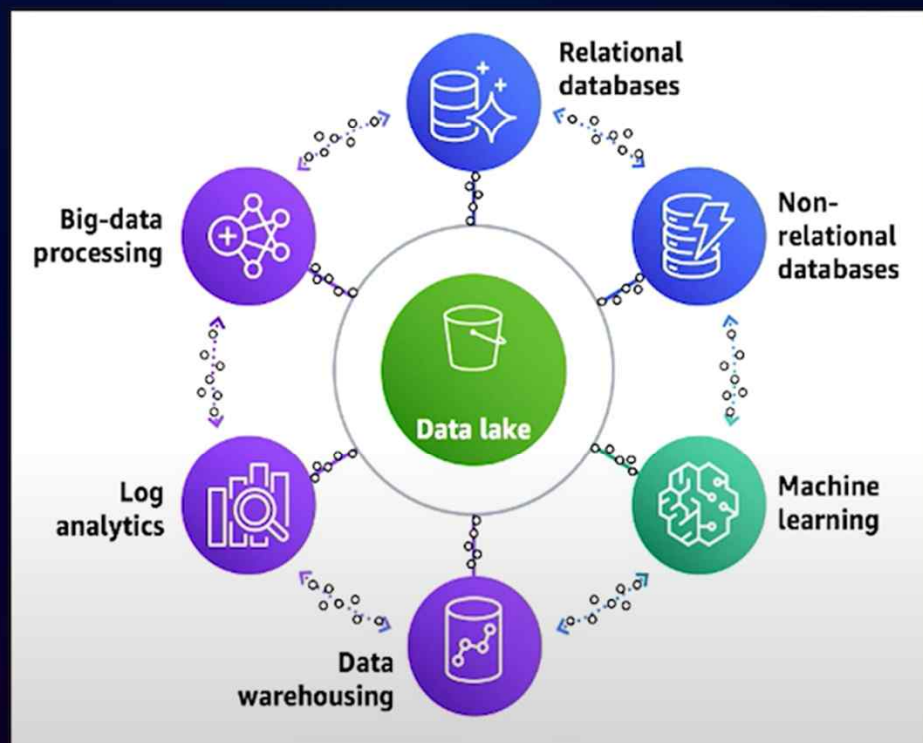 Relational
databases
Non-
relational
databases
Machine
learning
Data
warehousing
Log
analytics
Big-data
processing
Data lake